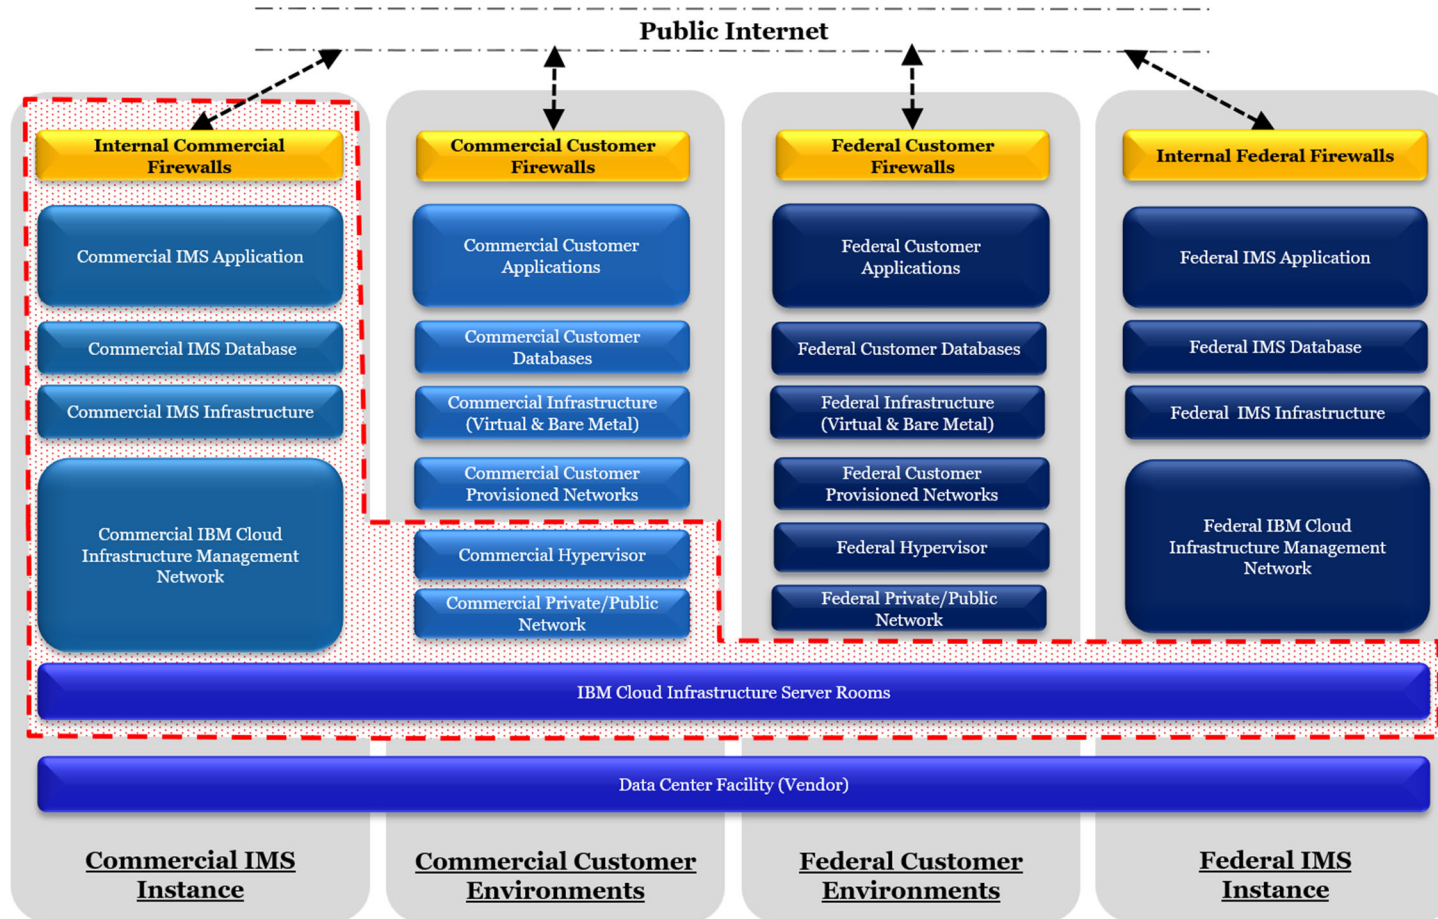 Public Internet
Internal Commercial
Firewalls
Commercial IMS Application
Commercial IMS Database
Commercial IMS Infrastructure
Commercial IBM Cloud
Infrastructure Management
Network
Commercial Customer
Firewalls
Commercial Customer
Applications
Commercial Customer
Databases
Commercial Infrastructure
(Virtual & Bare Metal)
Commercial Customer
Provisioned Networks
Commercial Hypervisor
Commercial Private/Public
Network
Federal Customer
Firewalls
Federal Customer
Applications
Federal Customer Databases
Federal Infrastructure
(Virtual & Bare Metal)
Federal Customer
Provisioned Networks
Federal Hypervisor
Federal Private/Public
Network
Internal Federal Firewalls
Federal IMS Application
Federal IMS Database
Federal IMS Infrastructure
Federal IBM Cloud
Infrastructure Management
Network
IBM Cloud Infrastructure Server Rooms
Data Center Facility (Vendor)
Commercial IMS
Instance
Commercial Customer
Environments
Federal Customer
Environments
Federal IMS
Instance